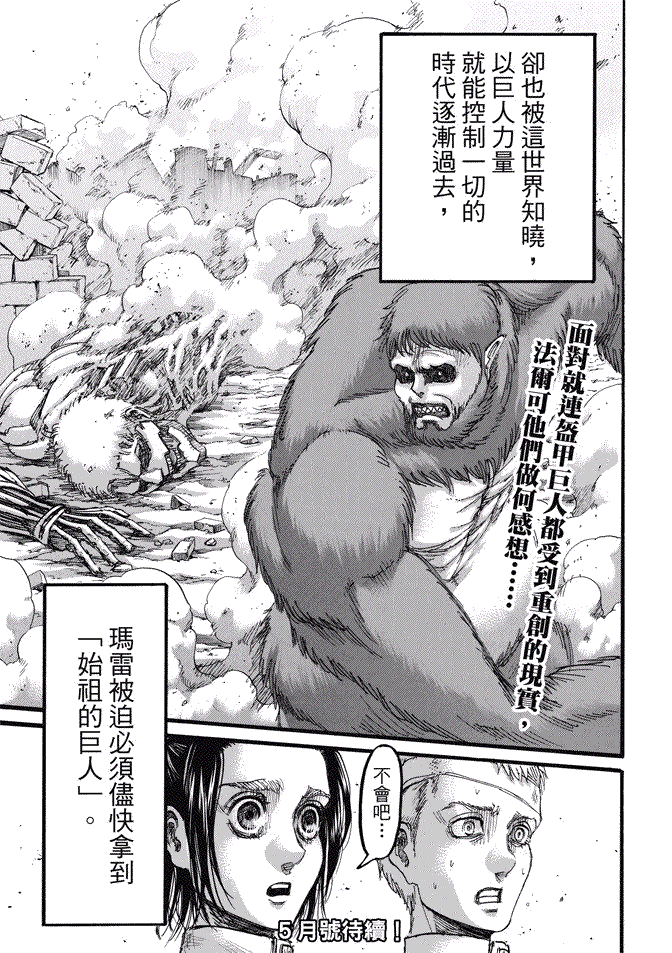 卻也被這世界知曉，
以巨人力量
就能控制一切的
時代逐漸過去，
面對就連盔甲巨人都受到重創的現實，
法爾可他們做何感想……
不會吧…
瑪雷被迫必須儘快拿到
「始祖的巨人」。
5月號待續！